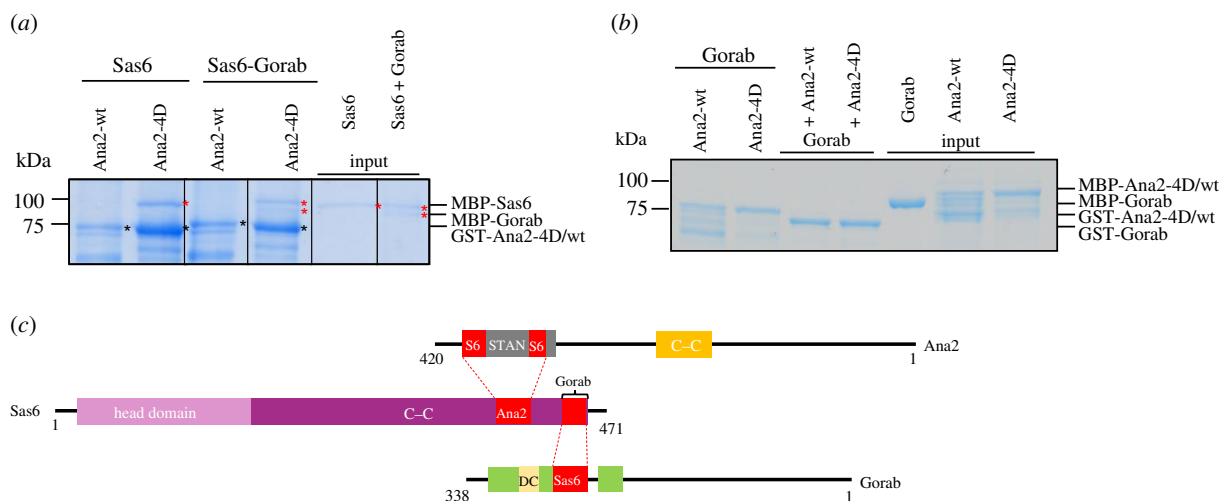 (a)
Sas6
Sas6-Gorab
Ana2-wt
Ana2-4D
Ana2-wt
Ana2-4D
Sas6
Sas6 + Gorab
input
kDa
100
75
* * * * * * * * *
MBP-Sas6
MBP-Gorab
GST-Ana2-4D/wt
(b)
Gorab
Ana2-wt
Ana2-4D
+ Ana2-wt
+ Ana2-4D
Gorab
Gorab
Ana2-wt
Ana2-4D
input
kDa
100
75
MBP-Ana2-4D/wt
MBP-Gorab
GST-Ana2-4D/wt
GST-Gorab
(c)
S6 STAN S6 C–C
420 1 Ana2
Gorab
Sas6 head domain C–C Ana2
1 471
DC Sas6
338 1 Gorab